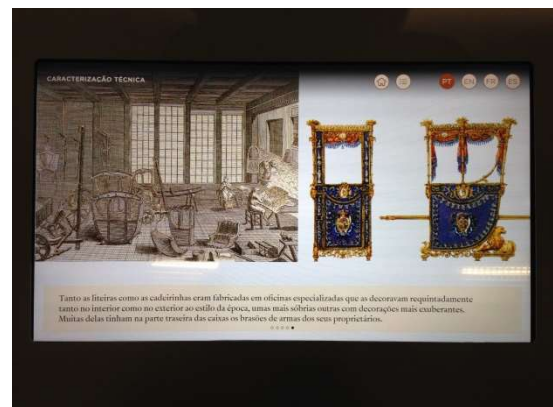 CARACTERIZAÇÃO TÉCNICA
PT EN FR ES
Tanto as liteiras como as cadeirinhas eram fabricadas em oficinas especializadas que as decoravam requintadamente
tanto no interior como no exterior ao estilo da época, umas mais sóbrias outras com decorações mais exuberantes.
Muitas delas tinham na parte traseira das caixas os brasões de armas dos seus proprietários.